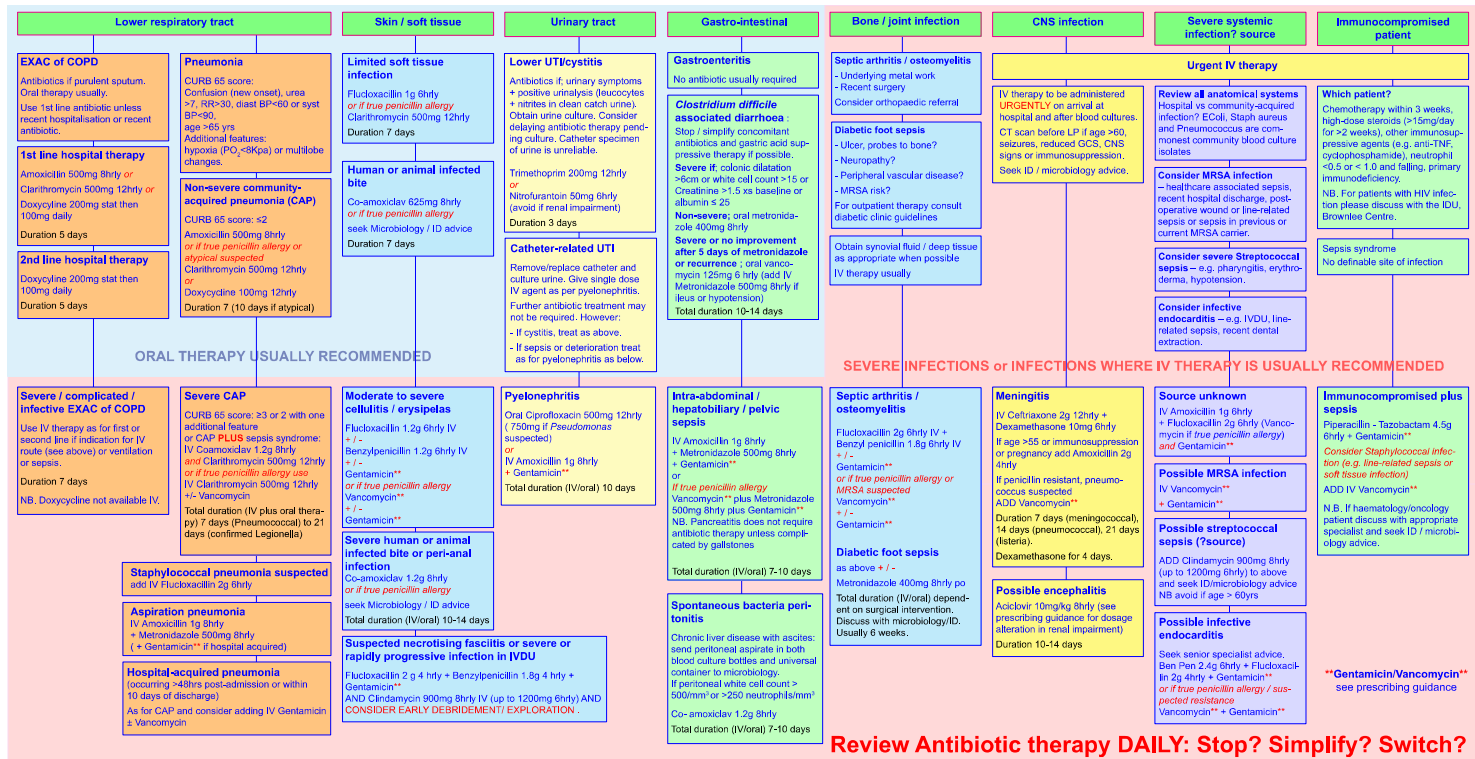 Lower respiratory tract
EXAC of COPD
Antibiotics if purulent sputum.
Oral therapy usually.
Use 1st line antibiotic unless
recent hospitalisation or recent
antibiotic.
1st line hospital therapy
Amoxicillin 500mg 8hrly or
Clarithromycin 500mg 12hrly or
Doxycyline 200mg stat then
100mg daily
Duration 5 days
2nd line hospital therapy
Doxycyline 200mg stat then
100mg daily
Duration 5 days
Pneumonia
CURB 65 score:
Confusion (new onset), urea
>7, RR>30, diast BP<60 or syst
BP<90,
age >65 yrs
Additional features:
hypoxia (PO2<8Kpa) or multilobe
changes.
Non-severe community-
acquired pneumonia (CAP)
CURB 65 score: ≤2
Amoxicillin 500mg 8hrly
or if true penicillin allergy or
atypical suspected
Clarithromycin 500mg 12hrly
or
Doxycycline 100mg 12hrly
Duration 7 (10 days if atypical)
Skin / soft tissue
Limited soft tissue
infection
Flucloxacillin 1g 6hrly
or if true penicillin allergy
Clarithromycin 500mg 12hrly
Duration 7 days
Human or animal infected
bite
Co-amoxiclav 625mg 8hrly
or if true penicillin allergy
seek Microbiology / ID advice
Duration 7 days
Urinary tract
Lower UTI/cystitis
Antibiotics if; urinary symptoms
+ positive urinalysis (leucocytes
+ nitrites in clean catch urine).
Obtain urine culture. Consider
delaying antibiotic therapy pend-
ing culture. Catheter specimen
of urine is unreliable.
Trimethoprim 200mg 12hrly
or
Nitrofurantoin 50mg 6hrly
(avoid if renal impairment)
Duration 3 days
Catheter-related UTI
Remove/replace catheter and
culture urine. Give single dose
IV agent as per pyelonephritis.
Further antibiotic treatment may
not be required. However:
- If cystitis, treat as above.
- If sepsis or deterioration treat
as for pyelonephritis as below.
Gastro-intestinal
Gastroenteritis
No antibiotic usually required
Clostridium difficile
associated diarrhoea :
Stop / simplify concomitant
antibiotics and gastric acid sup-
pressive therapy if possible.
Severe if; colonic dilatation
>6cm or white cell count >15 or
Creatinine >1.5 xs baseline or
albumin ≤ 25
Non-severe; oral metronida-
zole 400mg 8hrly
Severe or no improvement
after 5 days of metronidazole
or recurrence ; oral vanco-
mycin 125mg 6 hrly (add IV
Metronidazole 500mg 8hrly if
ileus or hypotension)
Total duration 10-14 days
Bone / joint infection
Septic arthritis / osteomyelitis
- Underlying metal work
- Recent surgery
Consider orthopaedic referral
Diabetic foot sepsis
- Ulcer, probes to bone?
- Neuropathy?
- Peripheral vascular disease?
- MRSA risk?
For outpatient therapy consult
diabetic clinic guidelines
Obtain synovial fluid / deep tissue
as appropriate when possible
IV therapy usually
CNS infection
Severe systemic
infection? source
Immunocompromised
patient
Urgent IV therapy
IV therapy to be administered
URGENTLY on arrival at
hospital and after blood cultures.
CT scan before LP if age >60,
seizures, reduced GCS, CNS
signs or immunosuppression.
Seek ID / microbiology advice.
Review all anatomical systems
Hospital vs community-acquired
infection? EColi, Staph aureus
and Pneumococcus are com-
monest community blood culture
isolates
Consider MRSA infection
– healthcare associated sepsis,
recent hospital discharge, post-
operative wound or line-related
sepsis or sepsis in previous or
current MRSA carrier.
Consider severe Streptococcal
sepsis – e.g. pharyngitis, erythro-
derma, hypotension.
Consider infective
endocarditis – e.g. IVDU, line-
related sepsis, recent dental
extraction.
Which patient?
Chemotherapy within 3 weeks,
high-dose steroids (>15mg/day
for >2 weeks), other immunosup-
pressive agents (e.g. anti-TNF,
cyclophosphamide), neutrophil
<0.5 or < 1.0 and falling, primary
immunodeficiency.
NB. For patients with HIV infec-
tion please discuss with the IDU,
Brownlee Centre.
Sepsis syndrome
No definable site of infection
ORAL THERAPY USUALLY RECOMMENDED
SEVERE INFECTIONS or INFECTIONS WHERE IV THERAPY IS USUALLY RECOMMENDED
Severe / complicated /
infective EXAC of COPD
Use IV therapy as for first or
second line if indication for IV
route (see above) or ventilation
or sepsis.
Duration 7 days
NB. Doxycycline not available IV.
Severe CAP
CURB 65 score: ≥3 or 2 with one
additional feature
or CAP PLUS sepsis syndrome:
IV Coamoxiclav 1.2g 8hrly
and Clarithromycin 500mg 12hrly
or if true penicillin allergy use
IV Clarithromycin 500mg 12hrly
+/- Vancomycin
Total duration (IV plus oral thera-
py) 7 days (Pneumococcal) to 21
days (confirmed Legionella)
Staphylococcal pneumonia suspected
add IV Flucloxacillin 2g 6hrly
Aspiration pneumonia
IV Amoxicillin 1g 8hrly
+ Metronidazole 500mg 8hrly
( + Gentamicin** if hospital acquired)
Hospital-acquired pneumonia
(occurring >48hrs post-admission or within
10 days of discharge)
As for CAP and consider adding IV Gentamicin
± Vancomycin
Moderate to severe
cellulitis / erysipelas
Flucloxacillin 1.2g 6hrly IV
+ / -
Benzylpenicillin 1.2g 6hrly IV
+ / -
Gentamicin**
or if true penicillin allergy
Vancomycin**
+ / -
Gentamicin**
Severe human or animal
infected bite or peri-anal
infection
Co-amoxiclav 1.2g 8hrly
or if true penicillin allergy
seek Microbiology / ID advice
Total duration (IV/oral) 10-14 days
Suspected necrotising fasciitis or severe or
rapidly progressive infection in IVDU
Flucloxacillin 2 g 4 hrly + Benzylpenicillin 1.8g 4 hrly +
Gentamicin**
AND Clindamycin 900mg 8hrly IV (up to 1200mg 6hrly) AND
CONSIDER EARLY DEBRIDEMENT/ EXPLORATION .
Pyelonephritis
Oral Ciprofloxacin 500mg 12hrly
( 750mg if Pseudomonas
suspected)
or
IV Amoxicillin 1g 8hrly
+ Gentamicin**
Total duration (IV/oral) 10 days
Intra-abdominal /
hepatobiliary / pelvic
sepsis
IV Amoxicillin 1g 8hrly
+ Metronidazole 500mg 8hrly
+ Gentamicin**
or
If true penicillin allergy
Vancomycin** plus Metronidazole
500mg 8hrly plus Gentamicin**
NB. Pancreatitis does not require
antibiotic therapy unless compli-
cated by gallstones
Total duration (IV/oral) 7-10 days
Spontaneous bacteria peri-
tonitis
Chronic liver disease with ascites:
send peritoneal aspirate in both
blood culture bottles and universal
container to microbiology.
If peritoneal white cell count >
500/mm3 or >250 neutrophils/mm3
Co- amoxiclav 1.2g 8hrly
Total duration (IV/oral) 7-10 days
Septic arthritis /
osteomyelitis
Flucloxacillin 2g 6hrly IV +
Benzyl penicillin 1.8g 6hrly IV
+ / -
Gentamicin**
or if true penicillin allergy or
MRSA suspected
Vancomycin**
+ / -
Gentamicin**
Diabetic foot sepsis
as above + / -
Metronidazole 400mg 8hrly po
Total duration (IV/oral) depend-
ent on surgical intervention.
Discuss with microbiology/ID.
Usually 6 weeks.
Meningitis
IV Ceftriaxone 2g 12hrly +
Dexamethasone 10mg 6hrly
If age >55 or immunosuppression
or pregnancy add Amoxicillin 2g
4hrly
If penicillin resistant, pneumo-
coccus suspected
ADD Vancomycin**
Duration 7 days (meningococcal),
14 days (pneumococcal), 21 days
(listeria).
Dexamethasone for 4 days.
Possible encephalitis
Aciclovir 10mg/kg 8hrly (see
prescribing guidance for dosage
alteration in renal impairment)
Duration 10-14 days
Source unknown
IV Amoxicillin 1g 6hrly
+ Flucloxacillin 2g 6hrly (Vanco-
mycin if true penicillin allergy)
and Gentamicin**
Possible MRSA infection
IV Vancomycin**
+ Gentamicin**
Possible streptococcal
sepsis (?source)
ADD Clindamycin 900mg 8hrly
(up to 1200mg 6hrly) to above
and seek ID/microbiology advice
NB avoid if age > 60yrs
Possible infective
endocarditis
Seek senior specialist advice.
Ben Pen 2.4g 6hrly + Flucloxacil-
lin 2g 4hrly + Gentamicin**
or if true penicillin allergy / sus-
pected resistance
Vancomycin** + Gentamicin**
Immunocompromised plus
sepsis
Piperacillin - Tazobactam 4.5g
6hrly + Gentamicin**
Consider Staphylococcal infec-
tion (e.g. line-related sepsis or
soft tissue infection)
ADD IV Vancomycin**
N.B. If haematology/oncology
patient discuss with appropriate
specialist and seek ID / microbi-
ology advice.
**Gentamicin/Vancomycin**
see prescribing guidance
Review Antibiotic therapy DAILY: Stop? Simplify? Switch?